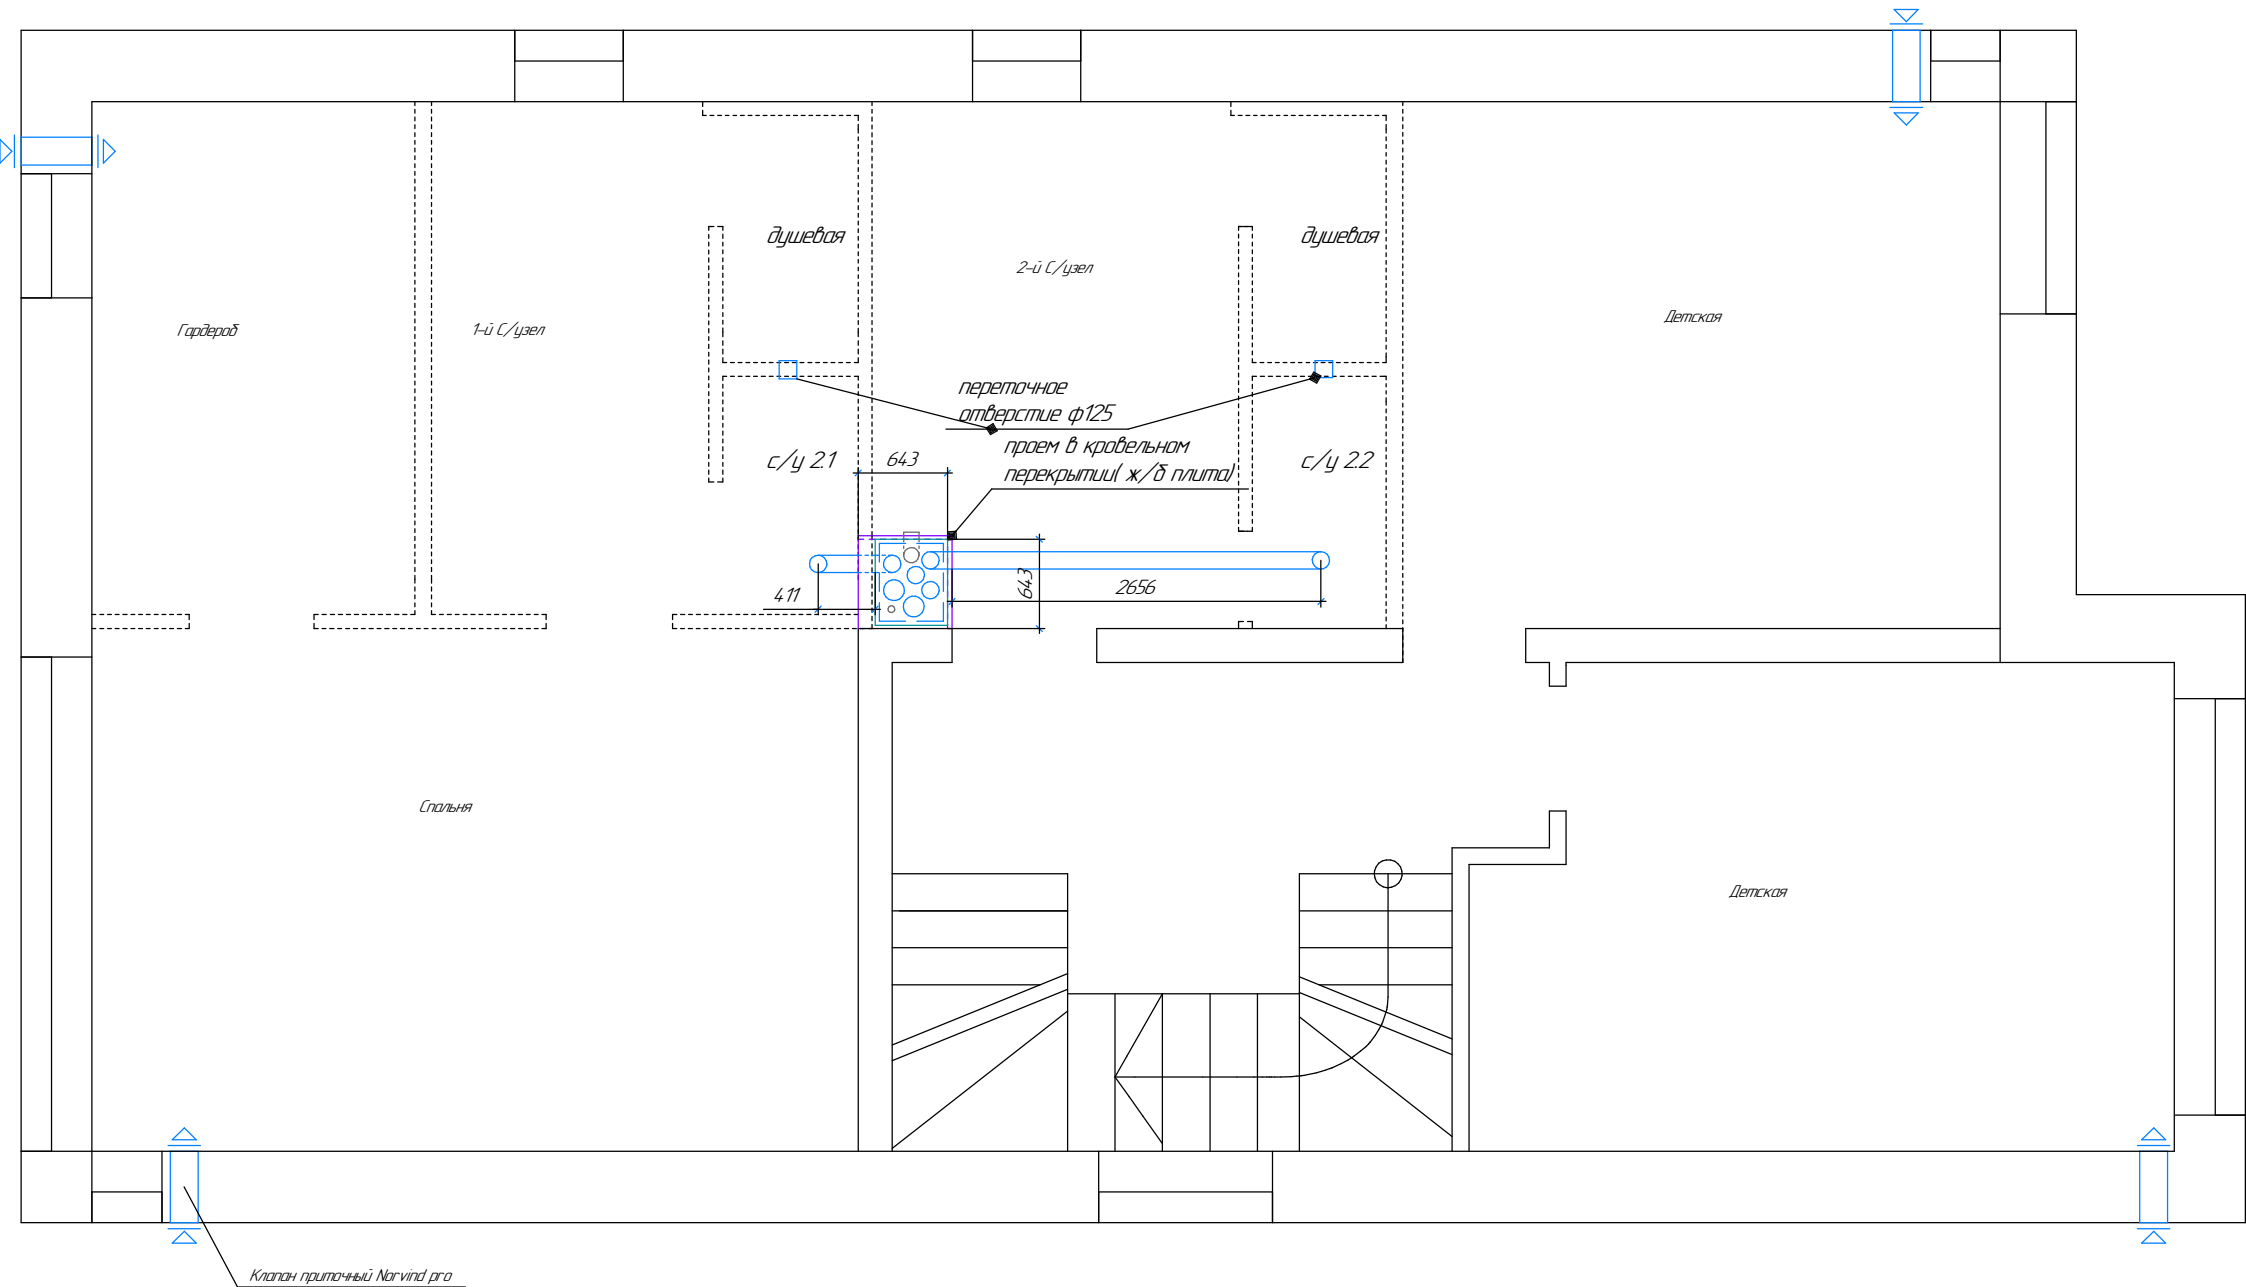 душевая
душевая
2-й С/узел
Гардероб
1-й С/узел
Детская
переточное
отверстие ф125
проем в кровельном
перекрытии( ж/б плита)
с/у 2.1
643
с/у 2.2
411
643
2656
Спальня
Детская
Клапан приточный Norvind pro